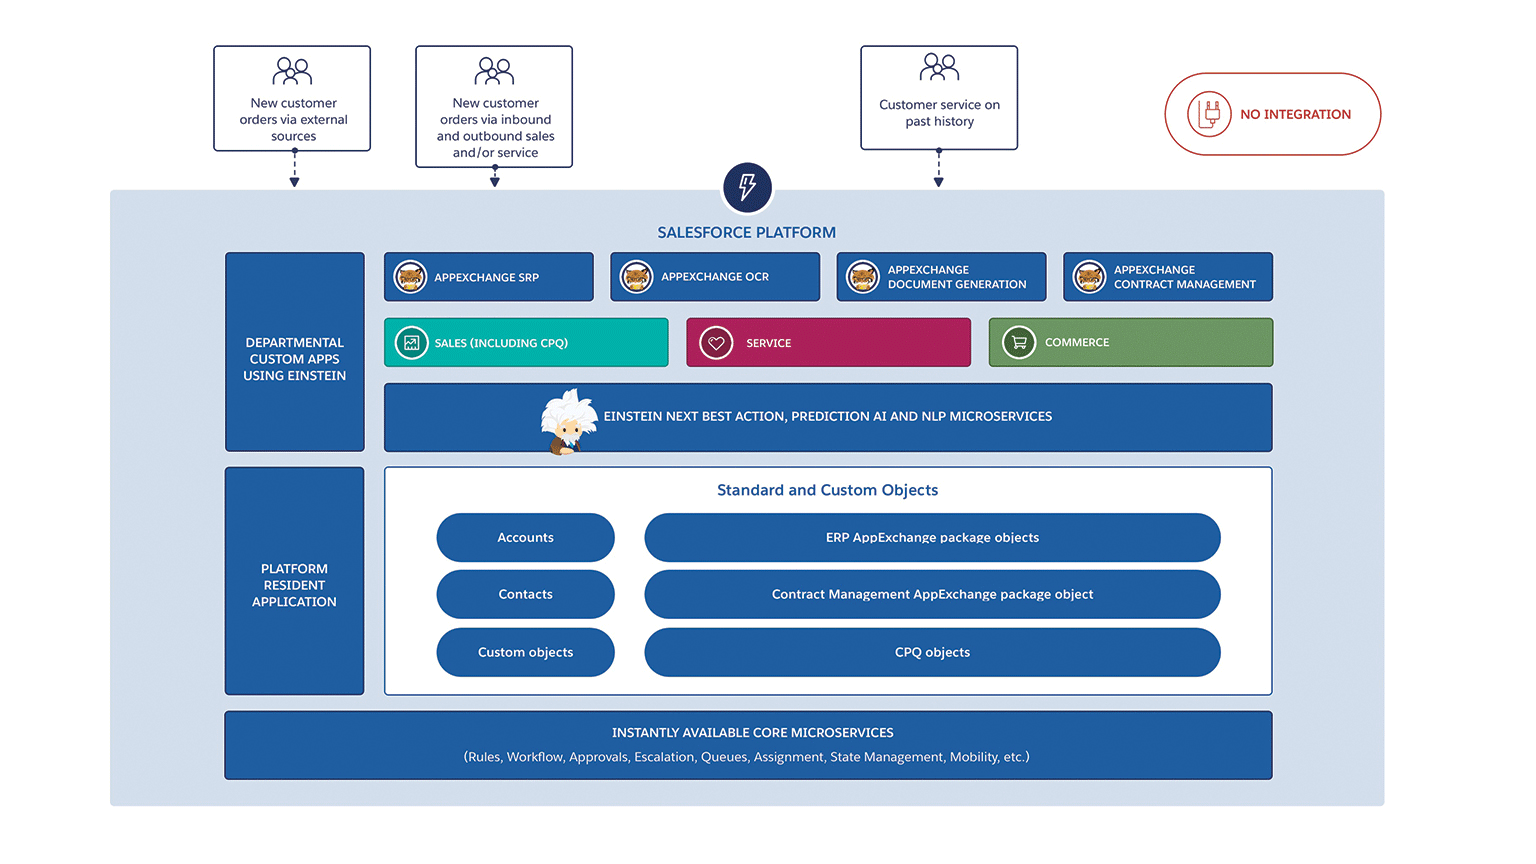 New customer
orders via external
sources
New customer
orders via inbound
and outbound sales
and/or service
Customer service on
past history
NO INTEGRATION
SALESFORCE PLATFORM
DEPARTMENTAL
CUSTOM APPS
USING EINSTEIN
APPEXCHANGE SRP
APPEXCHANGE OCR
APPEXCHANGE
DOCUMENT GENERATION
APPEXCHANGE
CONTRACT MANAGEMENT
SALES (INCLUDING CPQ)
SERVICE
COMMERCE
EINSTEIN NEXT BEST ACTION, PREDICTION AI AND NLP MICROSERVICES
PLATFORM
RESIDENT
APPLICATION
Standard and Custom Objects
Accounts
ERP AppExchange package objects
Contacts
Contract Management AppExchange package object
Custom objects
CPQ objects
INSTANTLY AVAILABLE CORE MICROSERVICES
(Rules, Workflow, Approvals, Escalation, Queues, Assignment, State Management, Mobility, etc.)